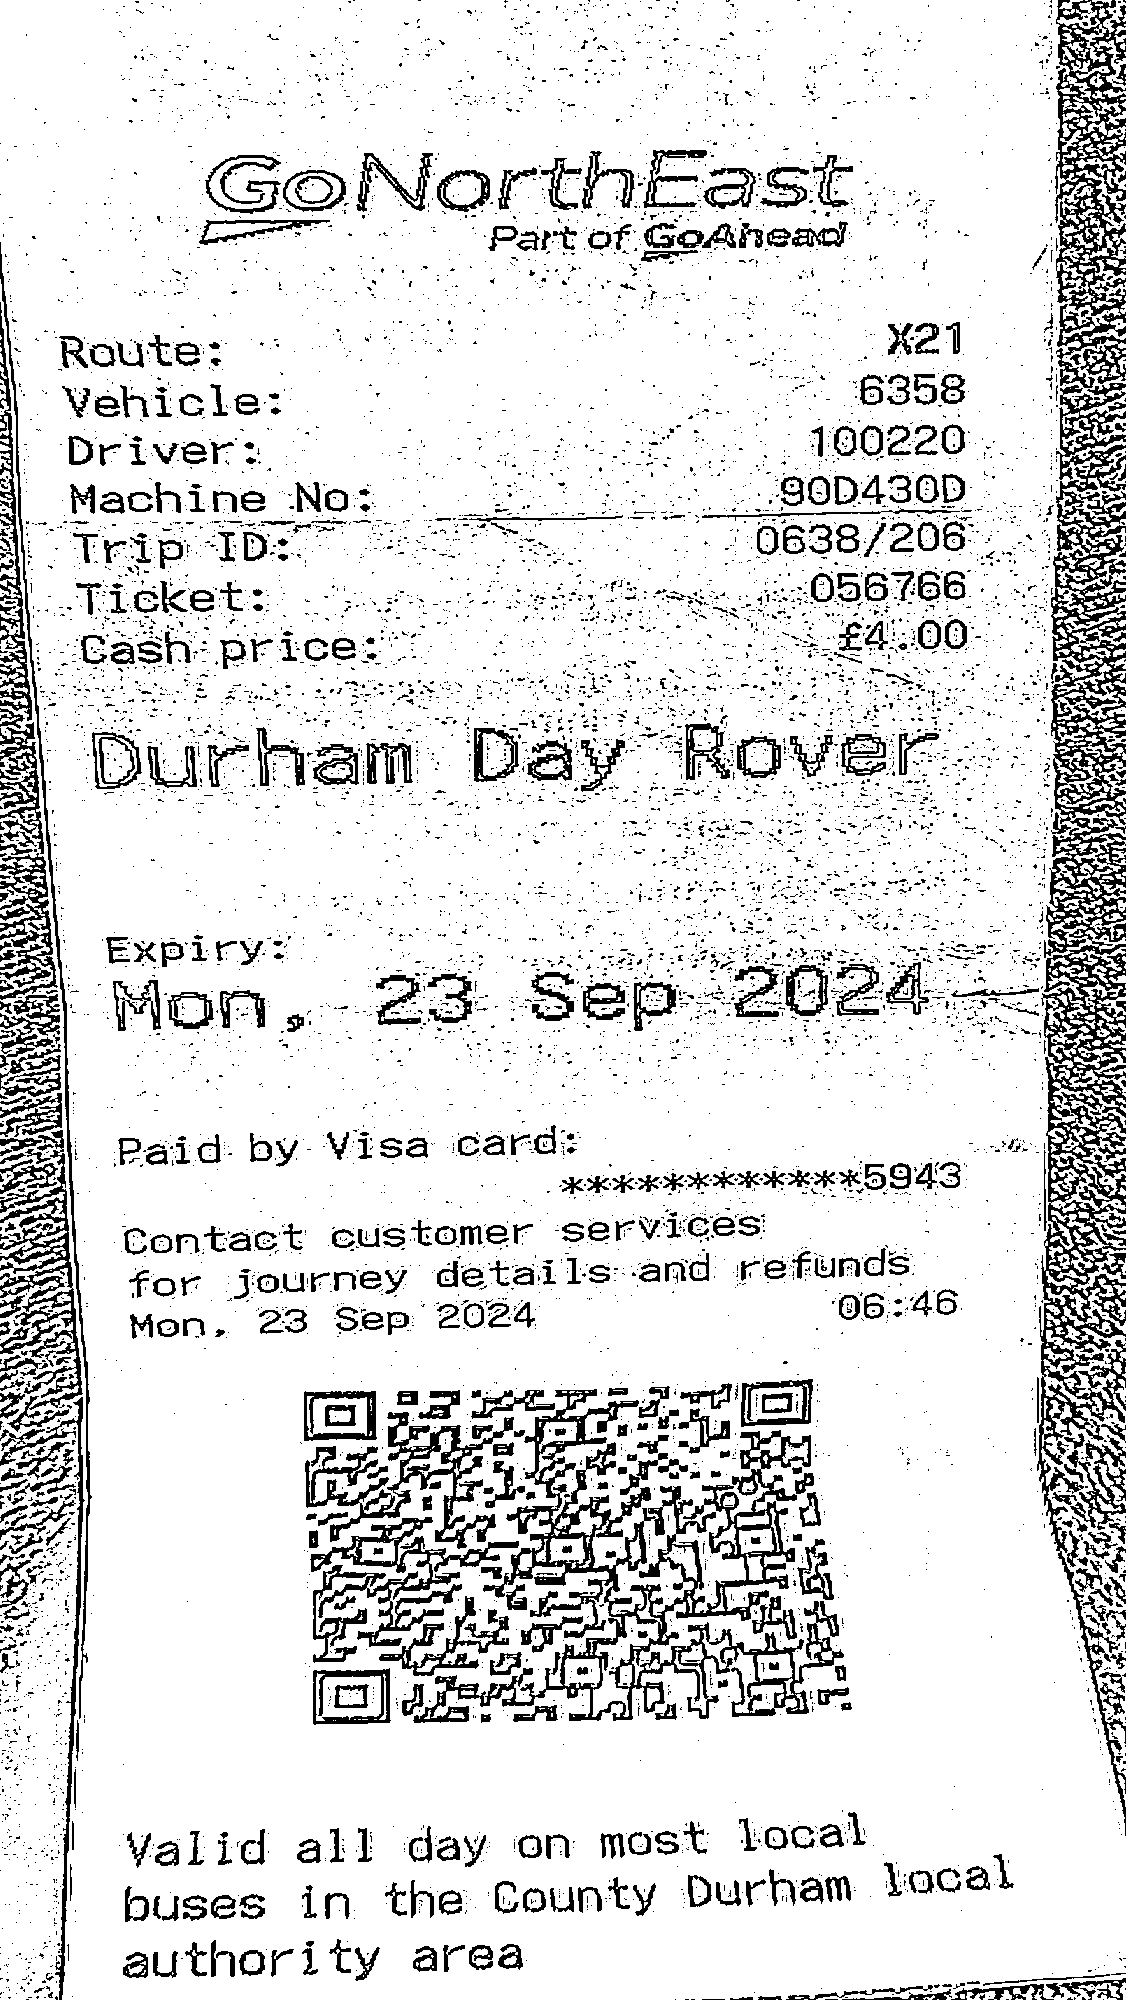 GoNorthEast
Part of GoAhead
Route: X21
Vehicle: 6358
Driver: 100220
Machine No: 90D430D
Trip ID: 0638/206
Ticket: 056766
Cash price: £4.00
Durham Day Rover
Expiry:
Mon, 23 Sep 2024
Paid by Visa card:
************5943
Contact customer services
for journey details and refunds
Mon, 23 Sep 2024 06:46
Valid all day on most local
buses in the County Durham local
authority area